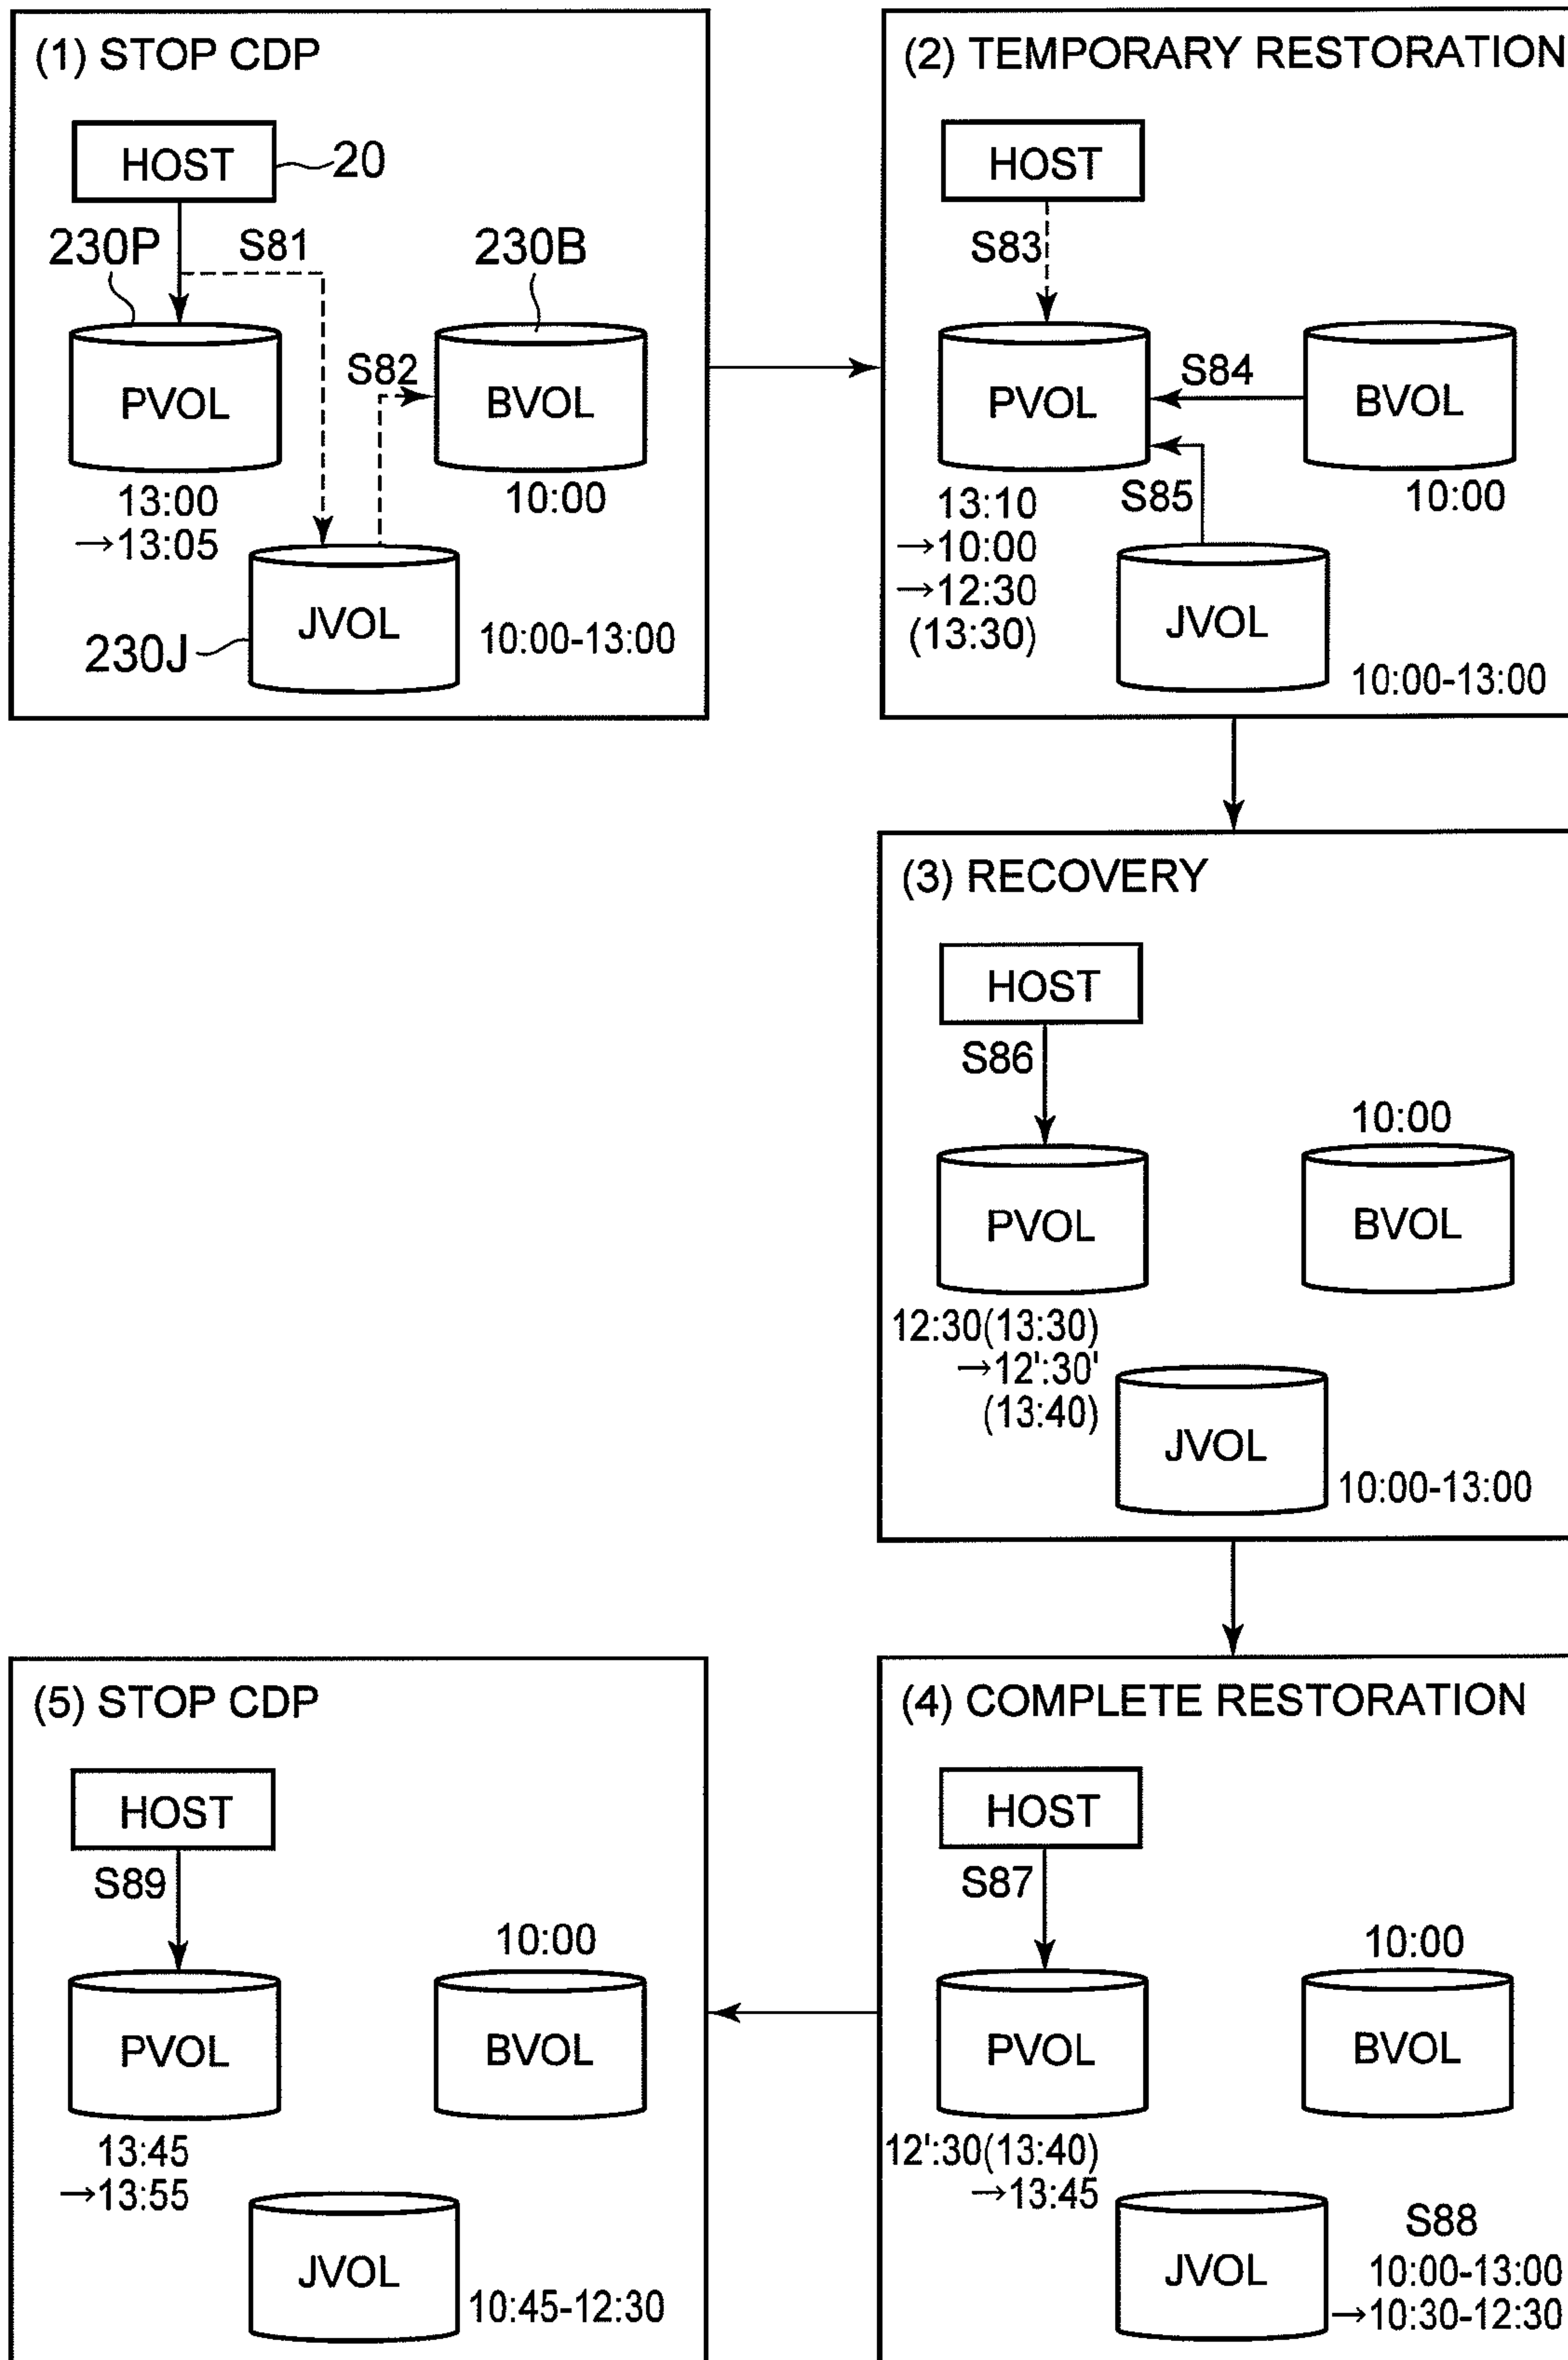 (1) STOP CDP
HOST
20
230P
S81
230B
S82
PVOL
BVOL
13:00
→13:05
10:00
JVOL
230J
10:00-13:00
(2) TEMPORARY RESTORATION
HOST
S83
S84
PVOL
BVOL
S85
13:10
→10:00
→12:30
(13:30)
10:00
JVOL
10:00-13:00
(3) RECOVERY
HOST
S86
10:00
PVOL
BVOL
12:30(13:30)
→12':30'
(13:40)
JVOL
10:00-13:00
(4) COMPLETE RESTORATION
HOST
S87
10:00
PVOL
BVOL
12':30(13:40)
→13:45
JVOL
S88
10:00-13:00
→10:30-12:30
(5) STOP CDP
HOST
S89
10:00
PVOL
BVOL
13:45
→13:55
JVOL
10:45-12:30